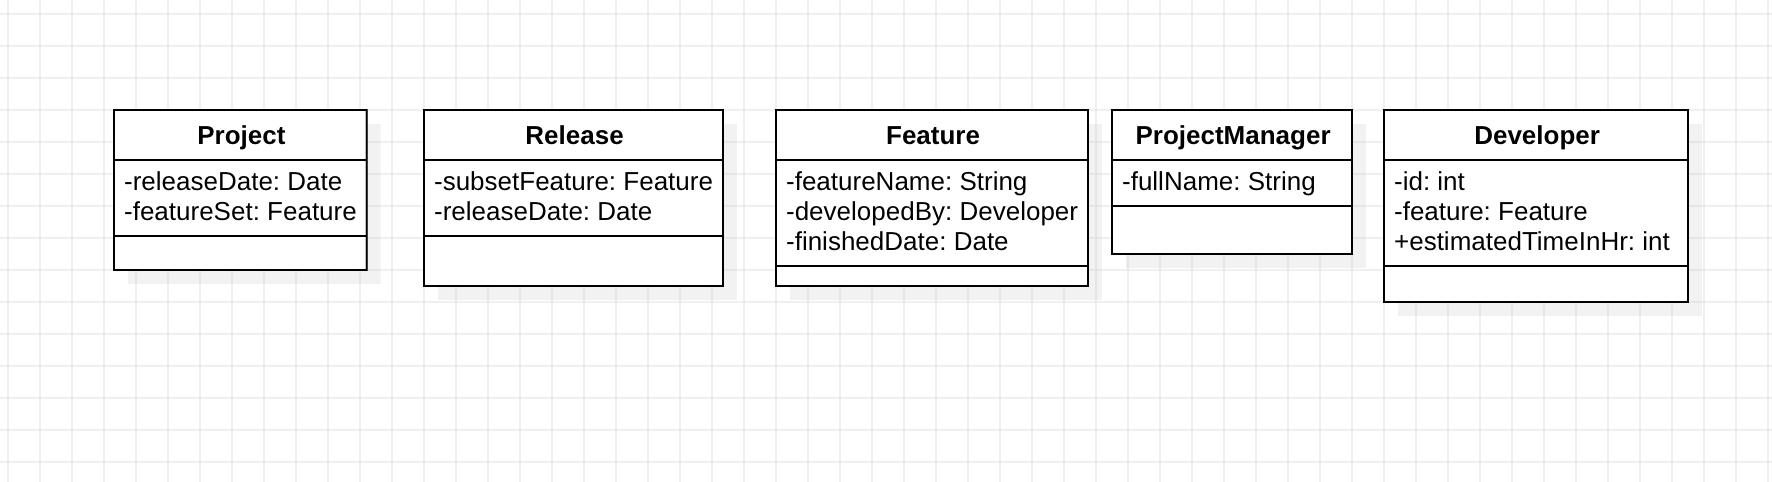 Project
-releaseDate: Date
-featureSet: Feature
Release
-subsetFeature: Feature
-releaseDate: Date
Feature
-featureName: String
-developedBy: Developer
-finishedDate: Date
ProjectManager
-fullName: String
Developer
-id: int
-feature: Feature
+estimatedTimeInHr: int